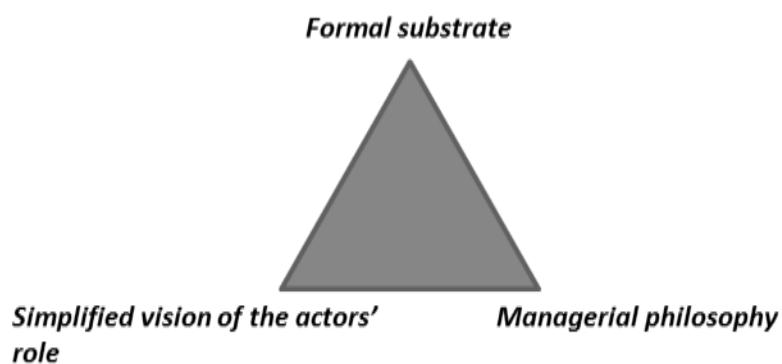 Formal substrate
Simplified vision of the actors'
role
Managerial philosophy